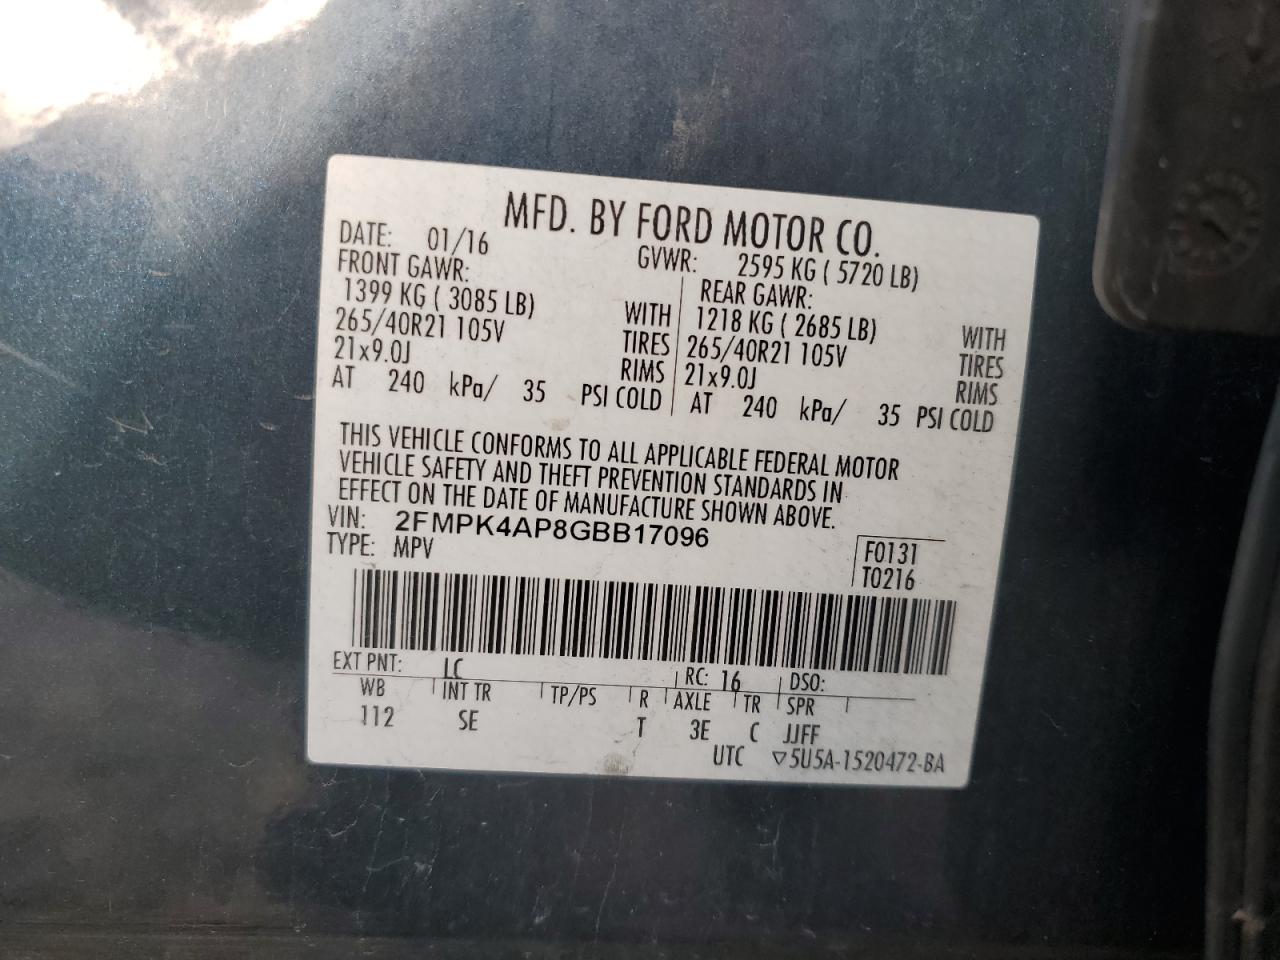 MFD. BY FORD MOTOR CO.
DATE: 01/16 GVWR: 2595 KG ( 5720 LB)
FRONT GAWR: REAR GAWR:
1399 KG ( 3085 LB) WITH 1218 KG ( 2685 LB) WITH
265/40R21 105V TIRES 265/40R21 105V TIRES
21x9.0J RIMS 21x9.0J RIMS
AT 240 kPa/ 35 PSI COLD AT 240 kPa/ 35 PSI COLD
THIS VEHICLE CONFORMS TO ALL APPLICABLE FEDERAL MOTOR
VEHICLE SAFETY AND THEFT PREVENTION STANDARDS IN
EFFECT ON THE DATE OF MANUFACTURE SHOWN ABOVE.
VIN: 2FMPK4AP8GBB17096
TYPE: MPV
F0131
T0216
EXT PNT: LC RC: 16 DSO:
WB INT TR TP/PS R AXLE TR SPR
112 SE T 3E C JJFF
UTC ▽5U5A-1520472-BA